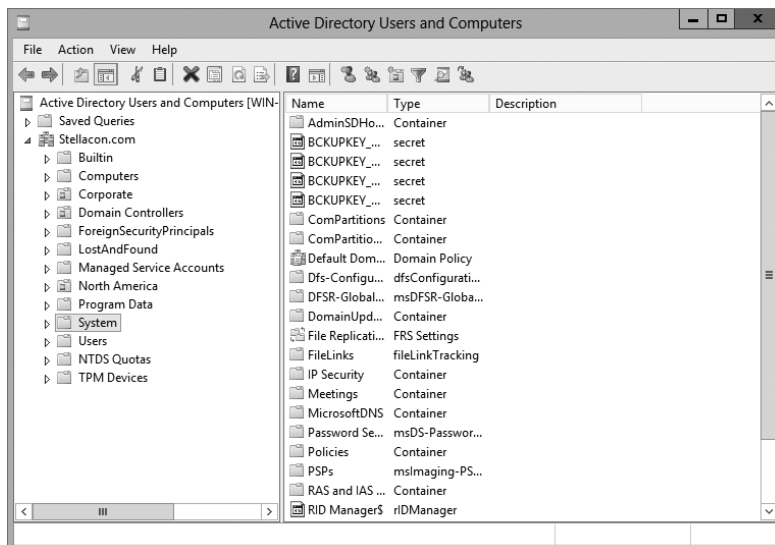 Active Directory Users and Computers
File Action View Help
Active Directory Users and Computers [WIN-
Saved Queries
Stellacon.com
Builtin
Computers
Corporate
Domain Controllers
ForeignSecurityPrincipals
LostAndFound
Managed Service Accounts
North America
Program Data
System
Users
NTDS Quotas
TPM Devices
Name Type Description
AdminSDHo... Container
BCKUPKEY_... secret
BCKUPKEY_... secret
BCKUPKEY_... secret
BCKUPKEY_... secret
ComPartitions Container
ComPartitio... Container
Default Dom... Domain Policy
Dfs-Configu... dfsConfigurati...
DFSR-Global... msDFSR-Globa...
DomainUpd... Container
File Replicati... FRS Settings
FileLinks fileLinkTracking
IP Security Container
Meetings Container
MicrosoftDNS Container
Password Se... msDS-Passwor...
Policies Container
PSPs msImaging-PS...
RAS and IAS ... Container
RID Manager$ rIDManager